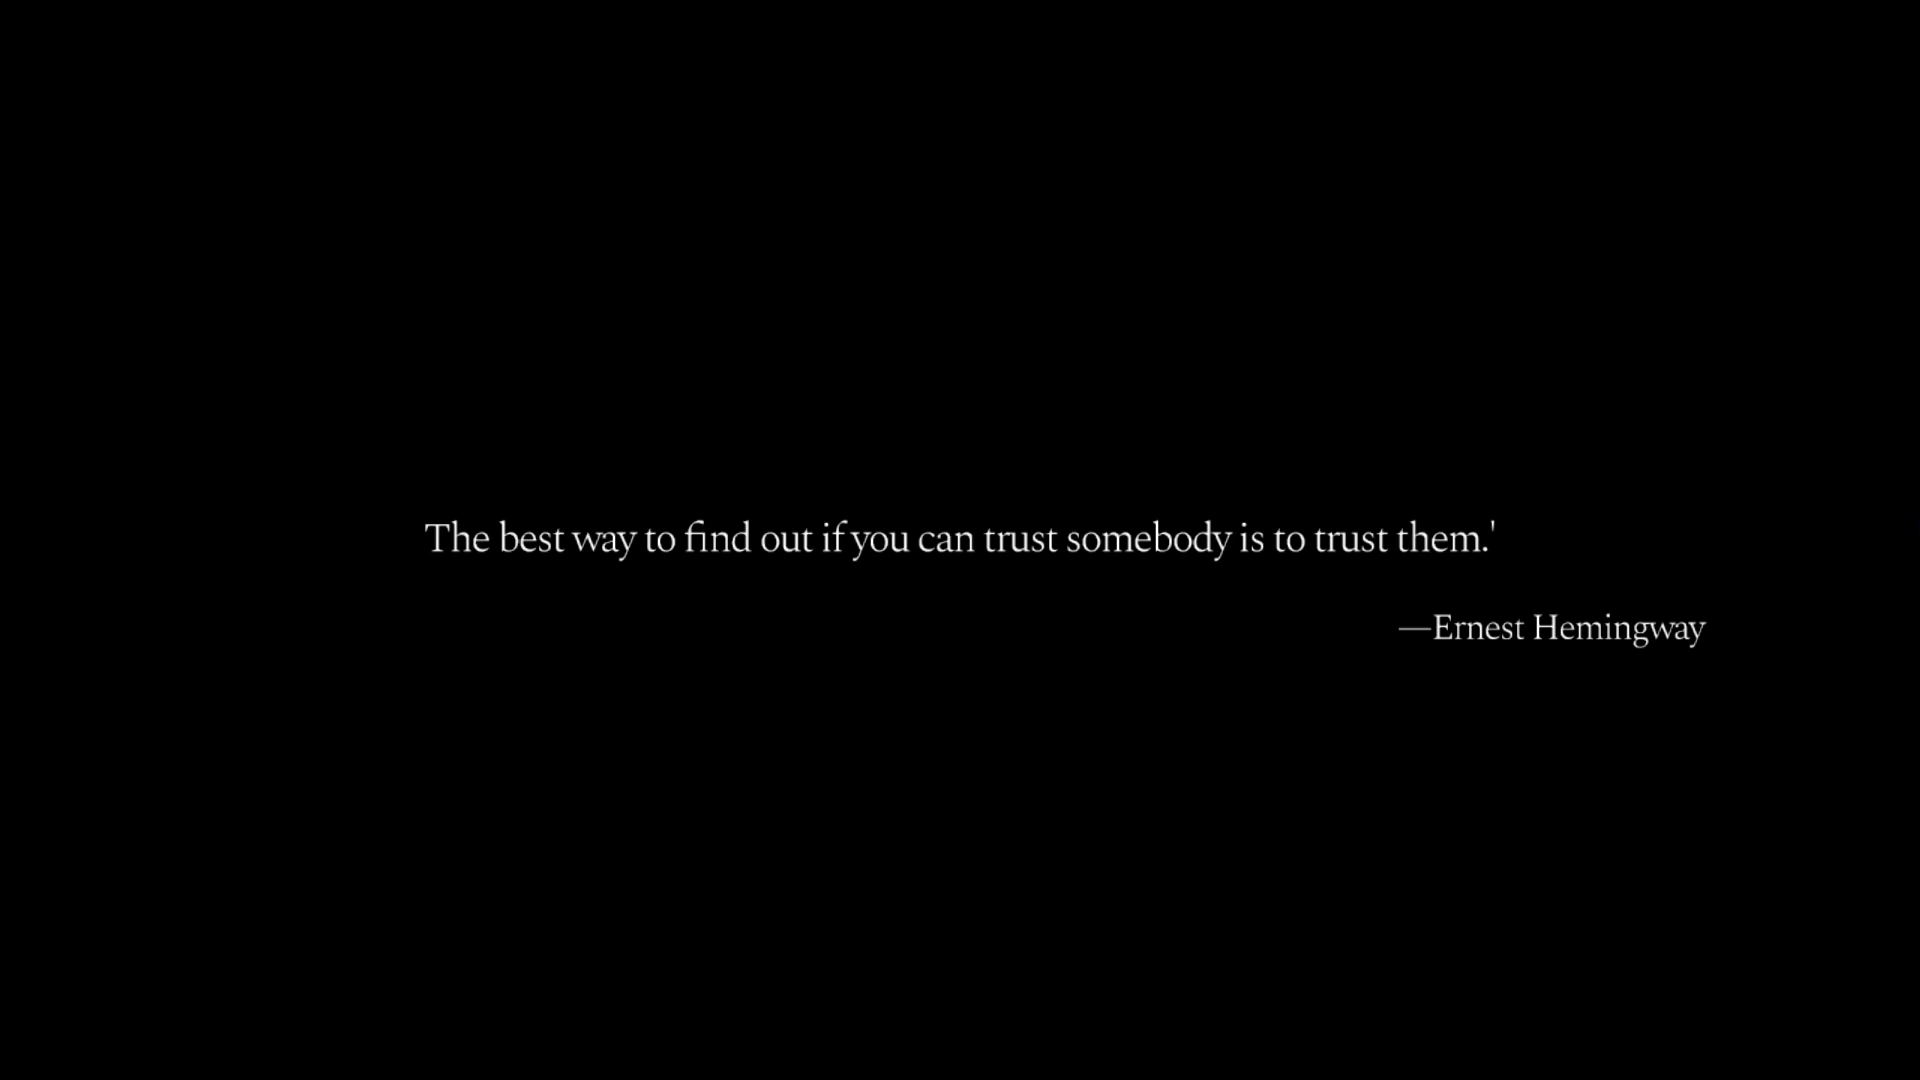 The best way to find out if you can trust somebody is to trust them.'
—Ernest Hemingway